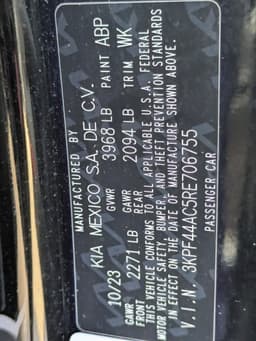 MANUFACTURED BY
KIA MEXICO S.A. DE C.V.
10/23 3968 LB PAINT ABP
GVWR
2271 LB 2094 LB TRIM WK
GAWR FRONT GAWR REAR
THIS VEHICLE CONFORMS TO ALL APPLICABLE U.S.A. FEDERAL
MOTOR VEHICLE SAFETY, BUMPER, AND THEFT PREVENTION STANDARDS
IN EFFECT ON THE DATE OF MANUFACTURE SHOWN ABOVE.
V.I.N. 3KPF44AC5RE706755
PASSENGER CAR